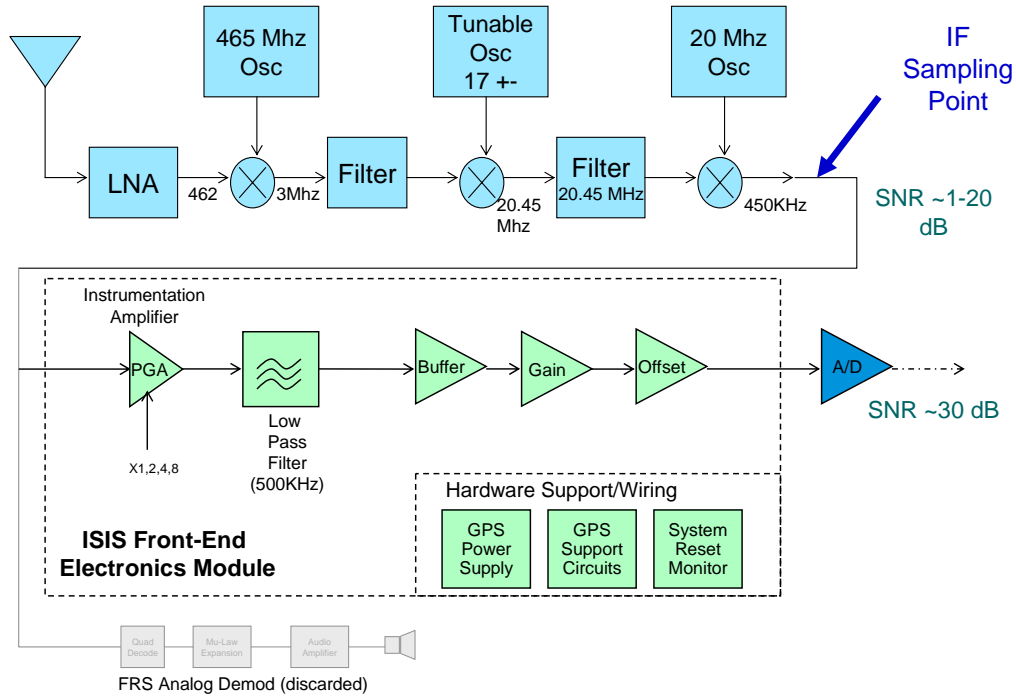 465 Mhz
Osc
Tunable
Osc
17 +-
20 Mhz
Osc
IF
Sampling
Point
LNA
462
3Mhz
Filter
20.45
Mhz
Filter
20.45 MHz
450KHz
SNR ~1-20
dB
Instrumentation
Amplifier
PGA
X1,2,4,8
Low
Pass
Filter
(500KHz)
Buffer
Gain
Offset
A/D
SNR ~30 dB
Hardware Support/Wiring
GPS
Power
Supply
GPS
Support
Circuits
System
Reset
Monitor
ISIS Front-End
Electronics Module
Quad
Decode
Mu-Law
Expansion
Audio
Amplifier
FRS Analog Demod (discarded)